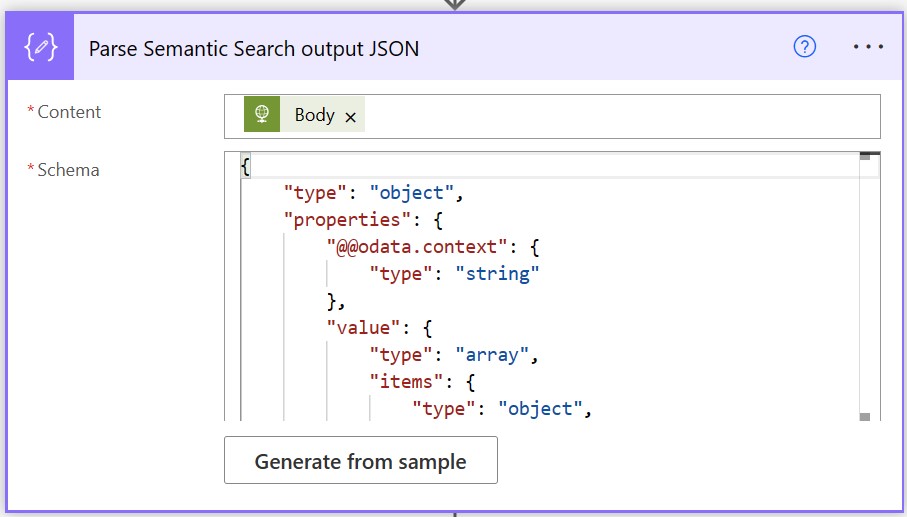 Parse Semantic Search output JSON
* Content
Body ×
* Schema
{
    "type": "object",
    "properties": {
        "@@odata.context": {
            "type": "string"
        },
        "value": {
            "type": "array",
            "items": {
                "type": "object",
Generate from sample